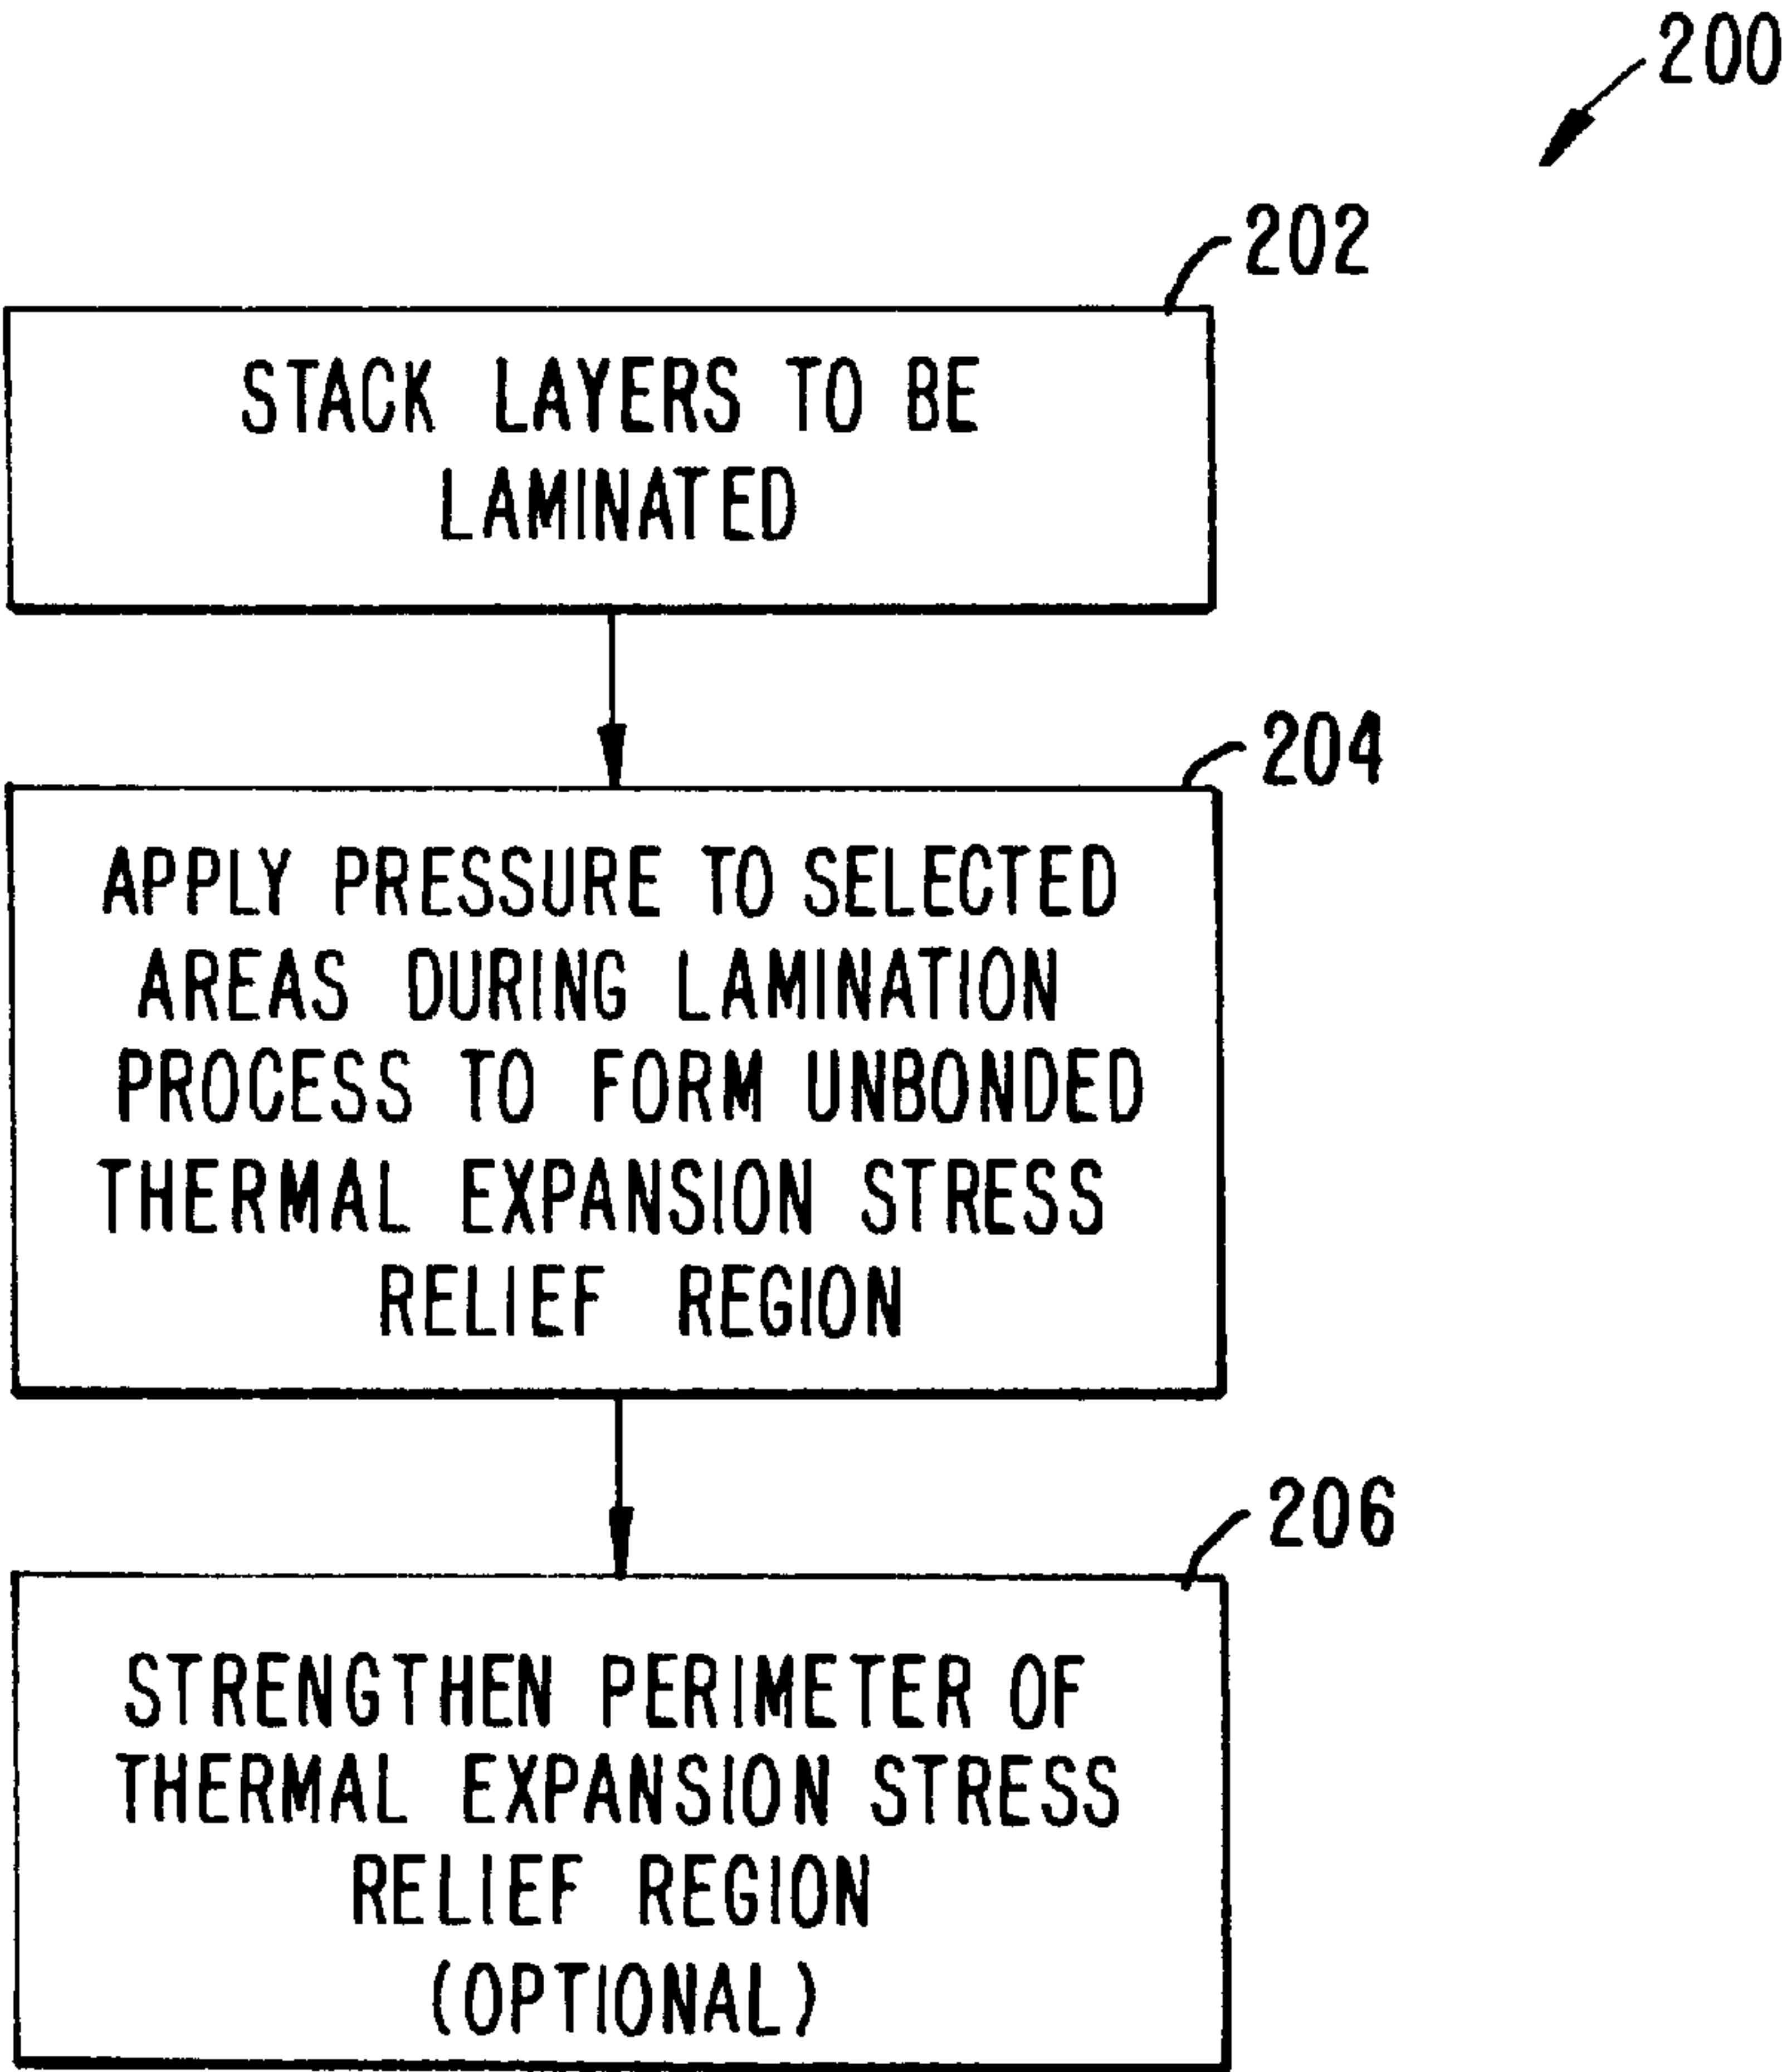 200
202
STACK LAYERS TO BE
LAMINATED
204
APPLY PRESSURE TO SELECTED
AREAS DURING LAMINATION
PROCESS TO FORM UNBONDED
THERMAL EXPANSION STRESS
RELIEF REGION
206
STRENGTHEN PERIMETER OF
THERMAL EXPANSION STRESS
RELIEF REGION
(OPTIONAL)